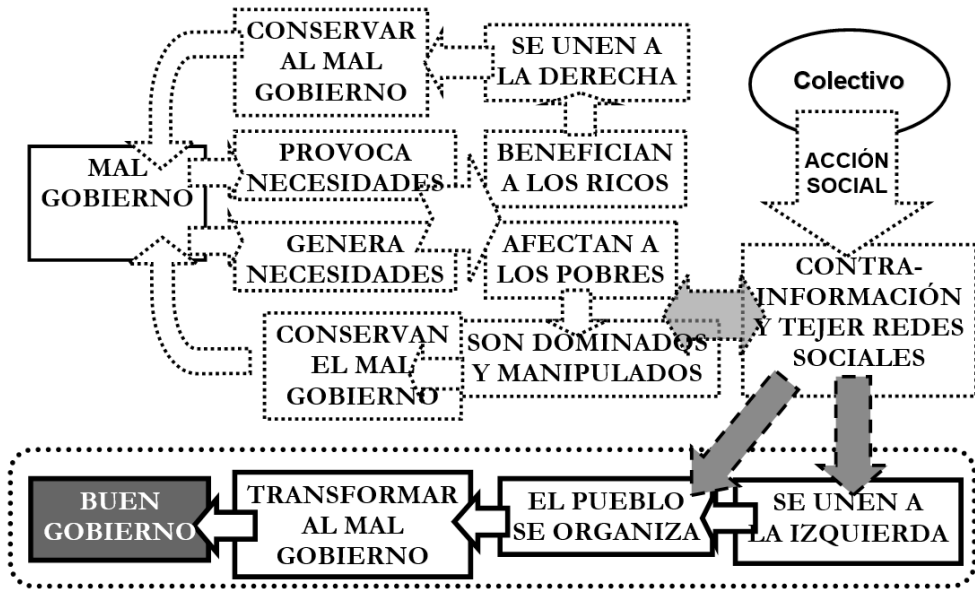 CONSERVAR
AL MAL
GOBIERNO
SE UNEN A
LA DERECHA
Colectivo
ACCIÓN
SOCIAL
MAL
GOBIERNO
PROVOCA
NECESIDADES
BENEFICIAN
A LOS RICOS
GENERA
NECESIDADES
AFECTAN A
LOS POBRES
CONTRA-
INFORMACIÓN
Y TEJER REDES
SOCIALES
CONSERVAN
EL MAL
GOBIERNO
SON DOMINADOS
Y MANIPULADOS
BUEN
GOBIERNO
TRANSFORMAR
AL MAL
GOBIERNO
EL PUEBLO
SE ORGANIZA
SE UNEN A
LA IZQUIERDA